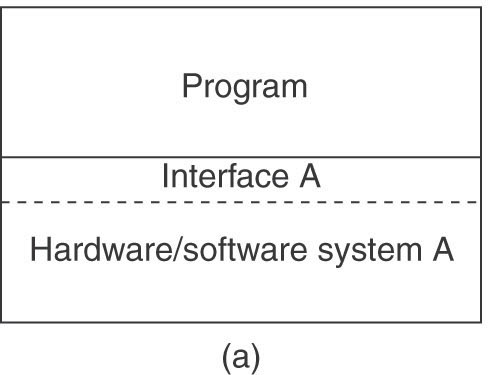 Program
Interface A
Hardware/software system A
(a)